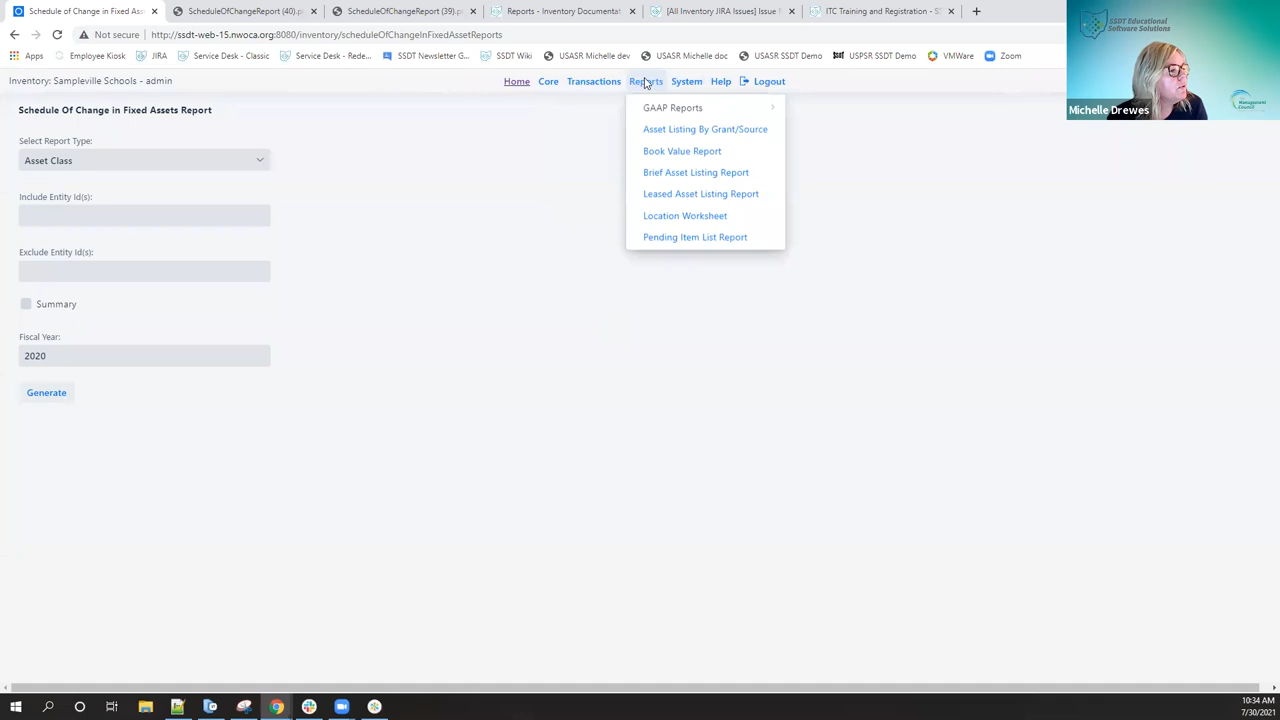 Schedule of Change in Fixed Ass
ScheduleOfChangeReport (40).p
ScheduleOfChangeReport (39).p
Reports - Inventory Documentat
[All Inventory JIRA Issues] Issue
ITC Training and Registration - S
Not secure
http://ssdt-web-15.nwoca.org:8080/inventory/scheduleOfChangeInFixedAssetReports
Apps
Employee Kiosk
JIRA
Service Desk - Classic
Service Desk - Rede...
SSDT Newsletter G...
SSDT Wiki
USASR Michelle dev
USASR Michelle doc
USASR SSDT Demo
USPSR SSDT Demo
VMWare
Zoom
Inventory: Sampleville Schools - admin
Home
Core
Transactions
Reports
System
Help
Logout
Schedule Of Change in Fixed Assets Report
Select Report Type:
Asset Class
Include Entity Id(s):
Exclude Entity Id(s):
Summary
Fiscal Year:
2020
Generate
GAAP Reports
Asset Listing By Grant/Source
Book Value Report
Brief Asset Listing Report
Leased Asset Listing Report
Location Worksheet
Pending Item List Report
SSDT Educational
Software Solutions
Management
Council
Michelle Drewes
10:34 AM
7/30/2021